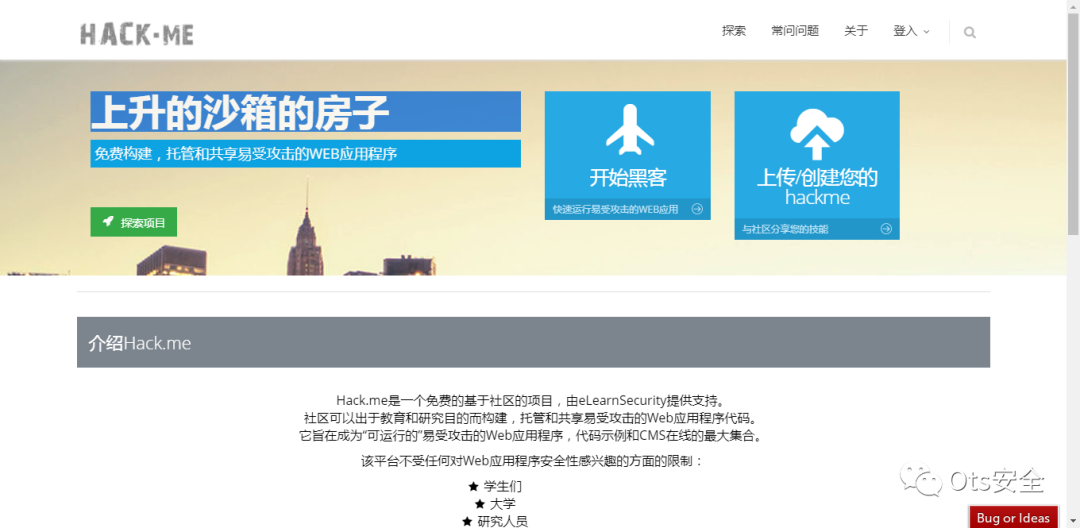 HACK·ME
探索 常问问题 关于 登入
上升的沙箱的房子
免费构建，托管和共享易受攻击的WEB应用程序
探索项目
开始黑客
快速运行易受攻击的WEB应用
上传/创建您的
hackme
与社区分享您的技能
介绍Hack.me
Hack.me是一个免费的基于社区的项目，由eLearnSecurity提供支持。
社区可以出于教育和研究目的而构建，托管和共享易受攻击的Web应用程序代码。
它旨在成为“可运行的”易受攻击的Web应用程序，代码示例和CMS在线的最大集合。
该平台不受任何对Web应用程序安全性感兴趣的方面的限制：
学生们
大学
研究人员
Ots安全
Bug or Ideas